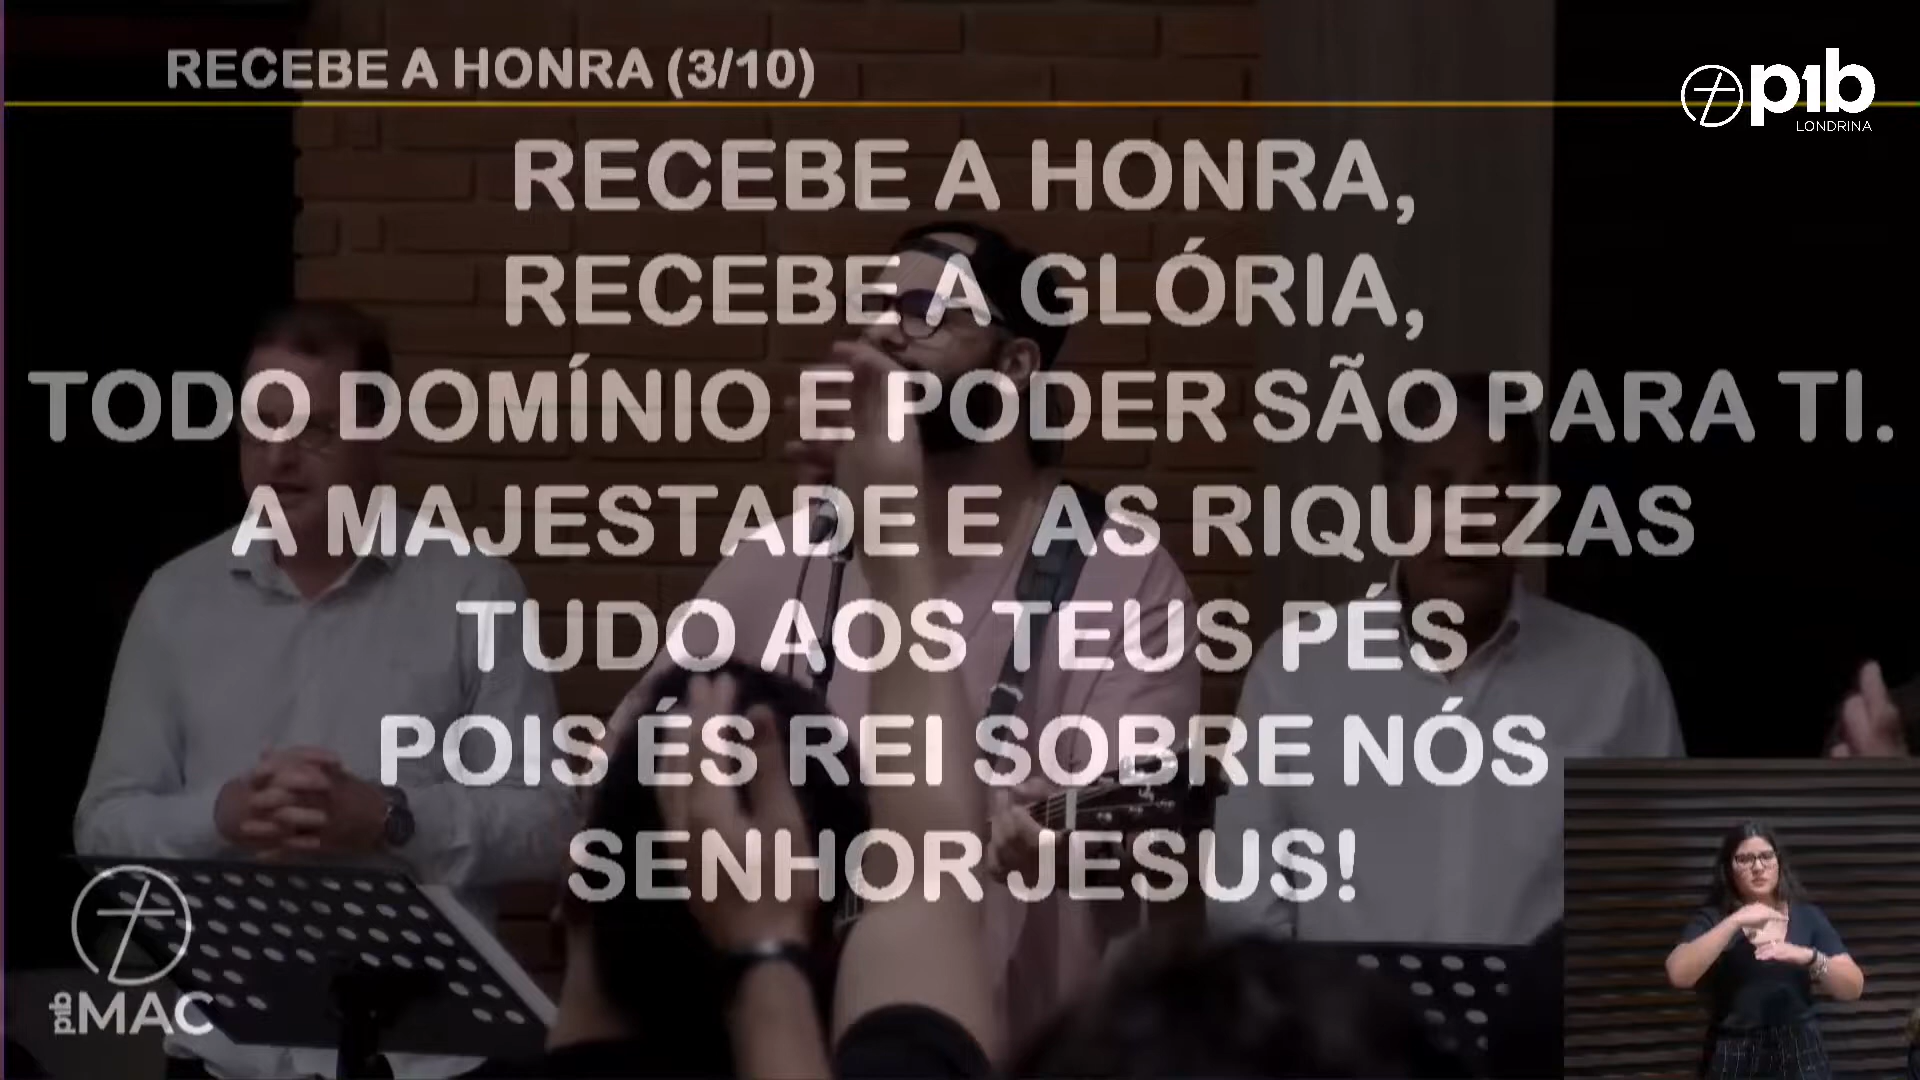 RECEBE A HONRA (3/10)
pib
LONDRINA
RECEBE A HONRA,
RECEBE A GLÓRIA,
TODO DOMÍNIO E PODER SÃO PARA TI.
A MAJESTADE E AS RIQUEZAS
TUDO AOS TEUS PÉS
POIS ÉS REI SOBRE NÓS
SENHOR JESUS!
pib MAC